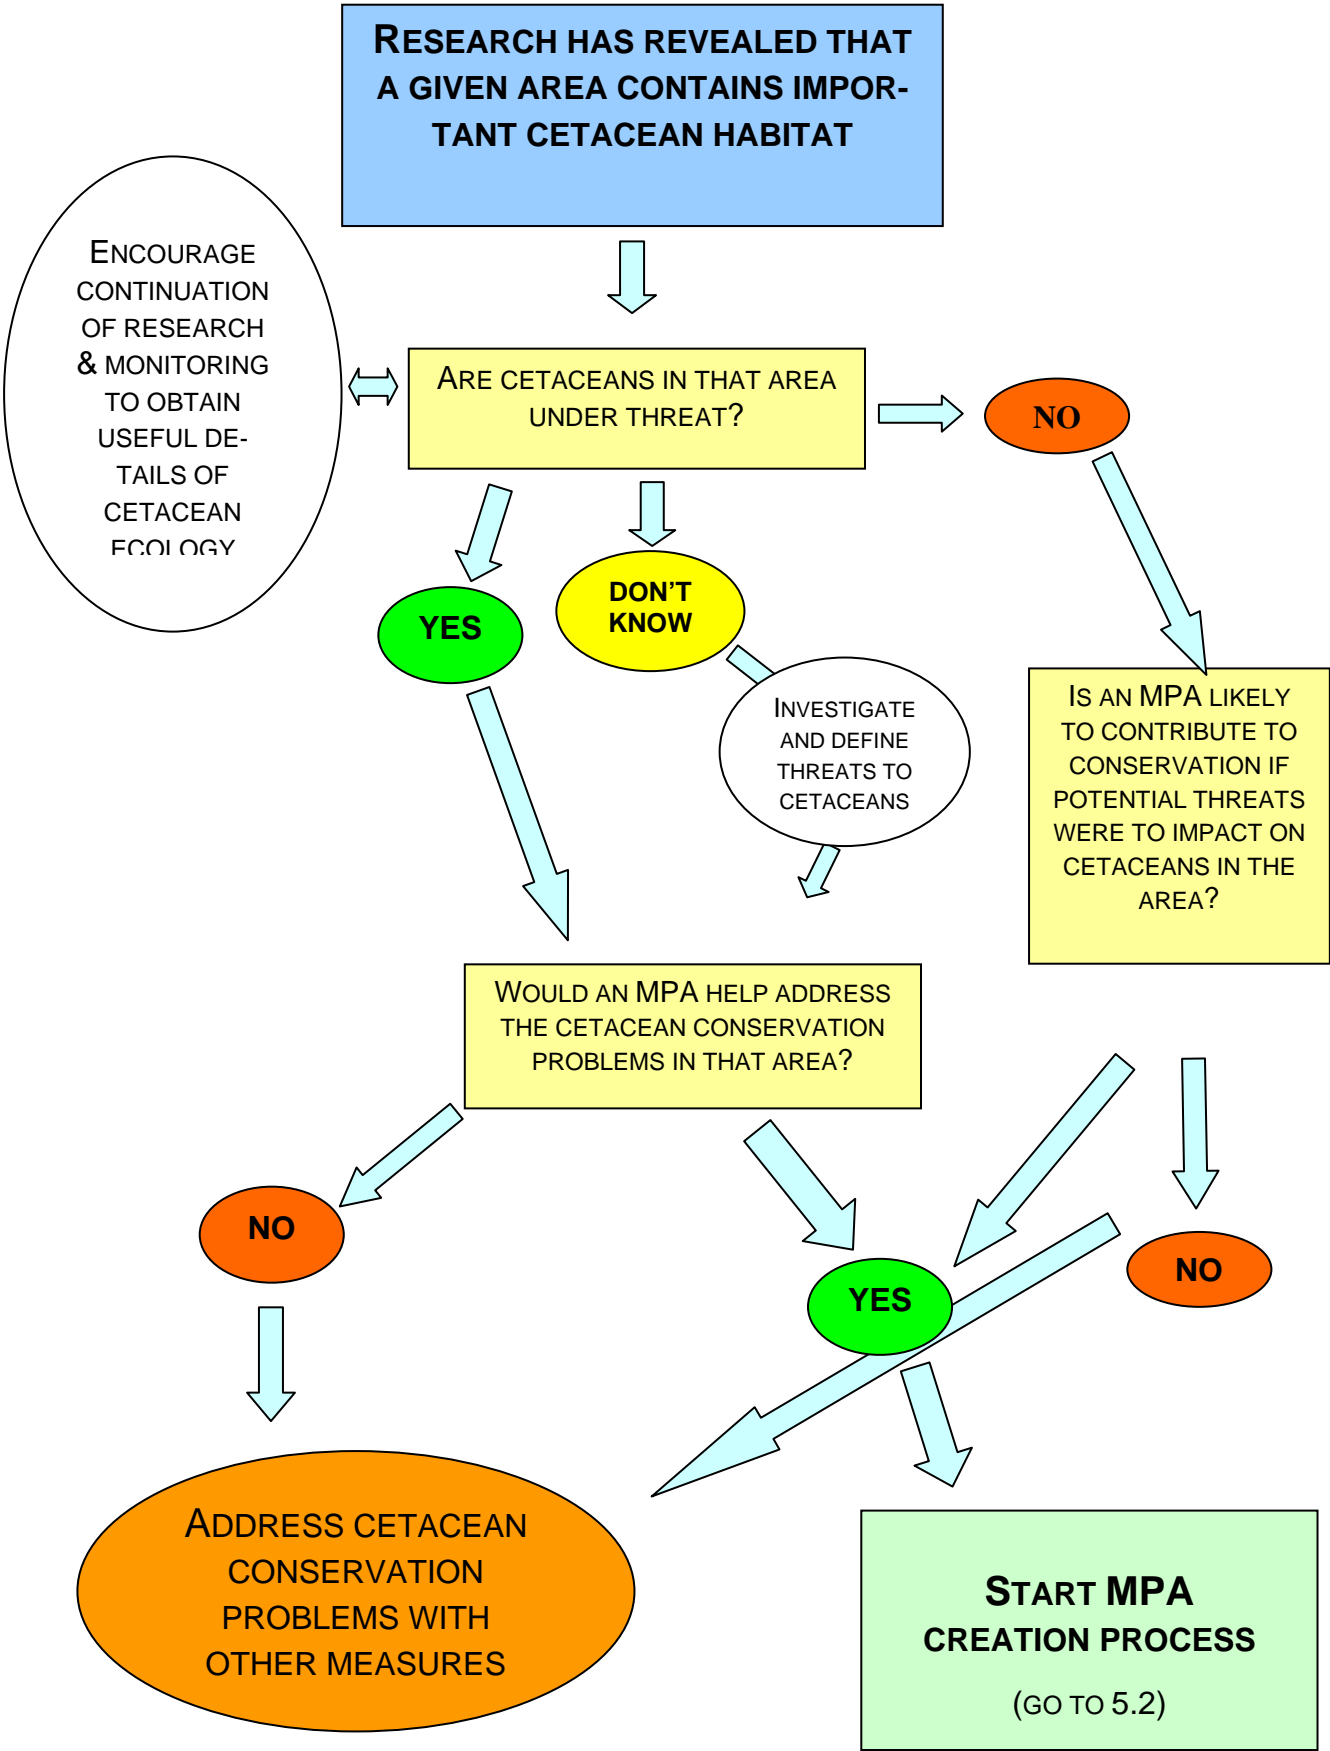 RESEARCH HAS REVEALED THAT
A GIVEN AREA CONTAINS IMPOR-
TANT CETACEAN HABITAT
ENCOURAGE
CONTINUATION
OF RESEARCH
& MONITORING
TO OBTAIN
USEFUL DE-
TAILS OF
CETACEAN
ECOLOGY
ARE CETACEANS IN THAT AREA
UNDER THREAT?
NO
YES
DON'T
KNOW
INVESTIGATE
AND DEFINE
THREATS TO
CETACEANS
IS AN MPA LIKELY
TO CONTRIBUTE TO
CONSERVATION IF
POTENTIAL THREATS
WERE TO IMPACT ON
CETACEANS IN THE
AREA?
WOULD AN MPA HELP ADDRESS
THE CETACEAN CONSERVATION
PROBLEMS IN THAT AREA?
NO
YES
NO
ADDRESS CETACEAN
CONSERVATION
PROBLEMS WITH
OTHER MEASURES
START MPA
CREATION PROCESS
(GO TO 5.2)